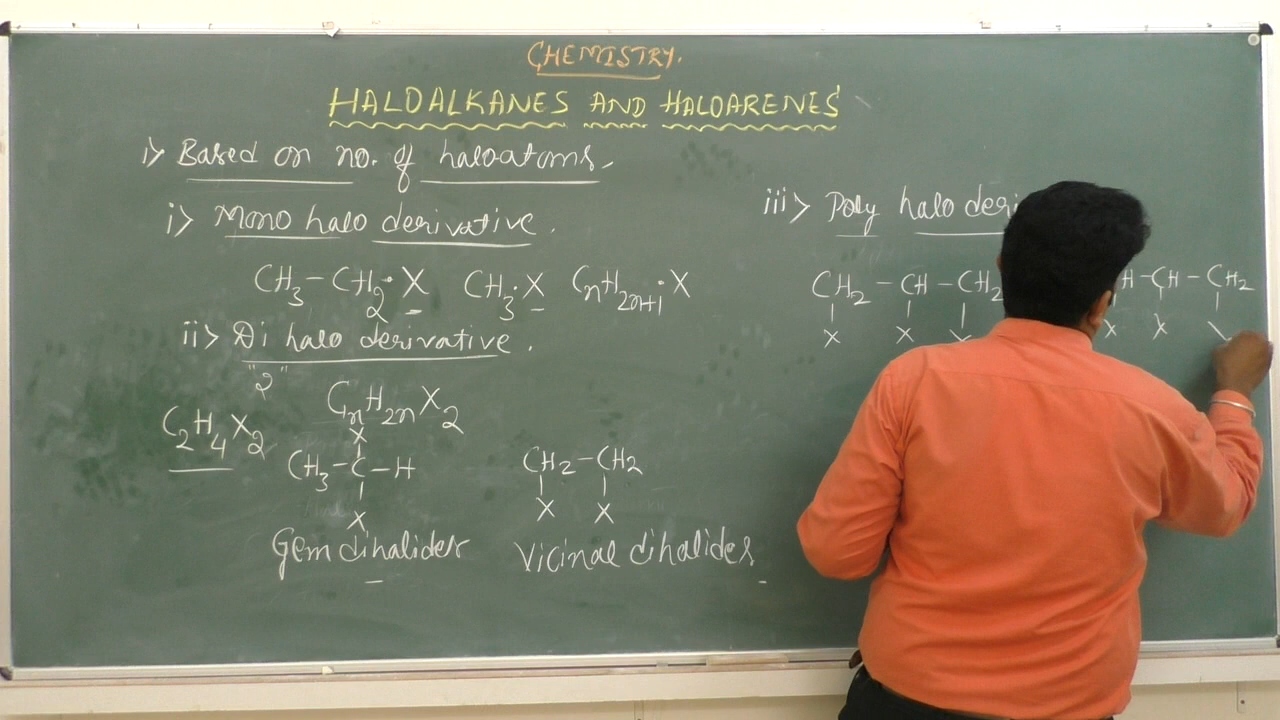 CHEMISTRY.
HALOALKANES AND HALOARENES
i> Based on no. of haloatoms.
i> Mono halo derivative.
CH3-CH2-X CH3-X CnH2n+1-X
ii> Di halo derivative.
"2"
CnH2nX2
C2H4X2
X
CH3-C-H
X
Gem dihalides
CH2-CH2
X X
Vicinal dihalides
iii> Poly halo deri
CH2-CH-CH2
X X X
H-CH-CH2
X X